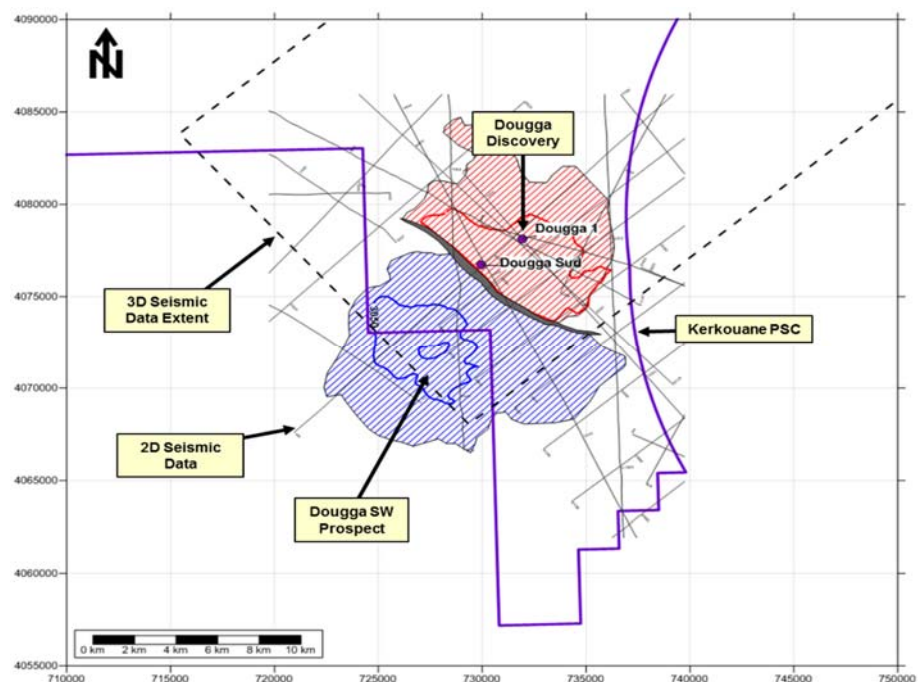 4090000
N
4085000
Dougga
Discovery
4080000
Dougga 1
3D Seismic
Data Extent
Dougga Sud
4075000
3050
Kerkouane PSC
4070000
2D Seismic
Data
4065000
Dougga SW
Prospect
4060000
0 km 2 km 4 km 6 km 8 km 10 km
4055000
710000 715000 720000 725000 730000 735000 740000 745000 750000